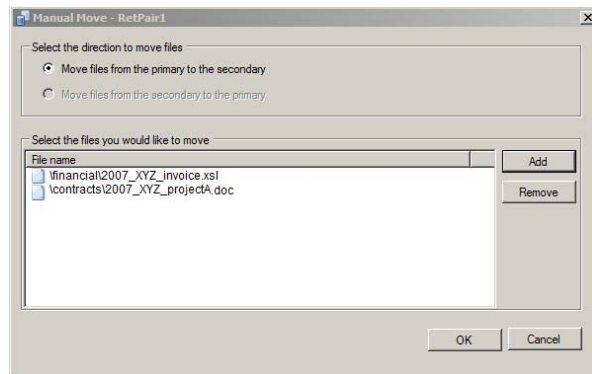 Manual Move - RetPair1
Select the direction to move files
Move files from the primary to the secondary
Move files from the secondary to the primary
Select the files you would like to move
File name
\financial\2007_XYZ_invoice.xsl
\contracts\2007_XYZ_projectA.doc
Add
Remove
OK
Cancel